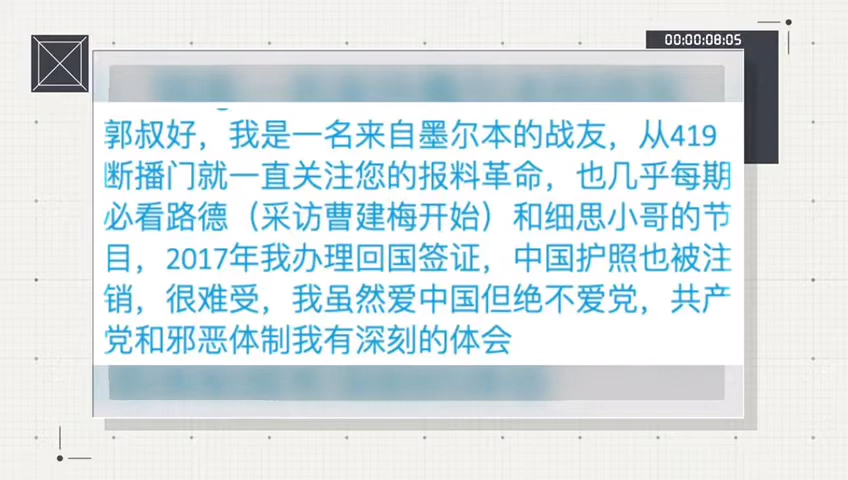 00:00:08:05
郭叔好，我是一名来自墨尔本的战友，从419
断播门就一直关注您的报料革命，也几乎每期
必看路德（采访曹建梅开始）和细思小哥的节
目，2017年我办理回国签证，中国护照也被注
销，很难受，我虽然爱中国但绝不爱党，共产
党和邪恶体制我有深刻的体会